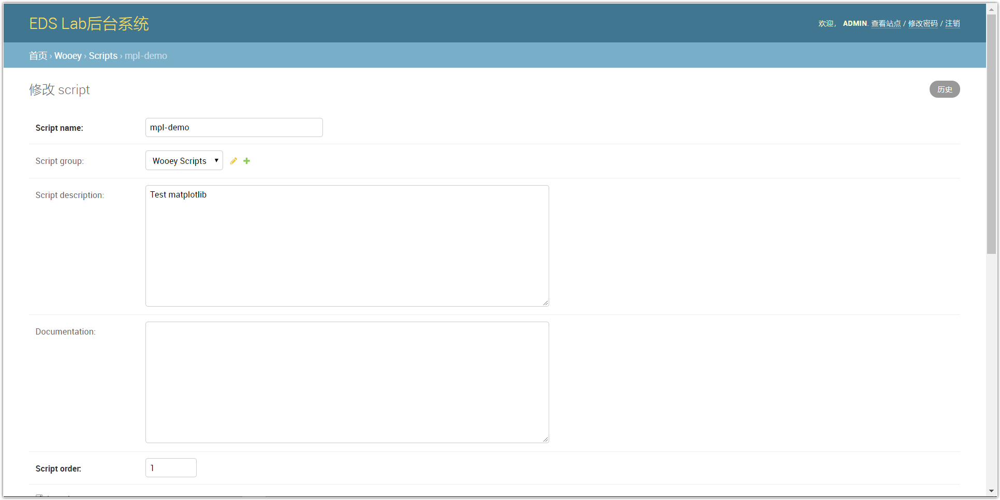 EDS Lab后台系统
欢迎， ADMIN. 查看站点 / 修改密码 / 注销
首页 › Wooey › Scripts › mpl-demo
修改 script
历史
Script name:
mpl-demo
Script group:
Wooey Scripts
Script description:
Test matplotlib
Documentation:
Script order:
1